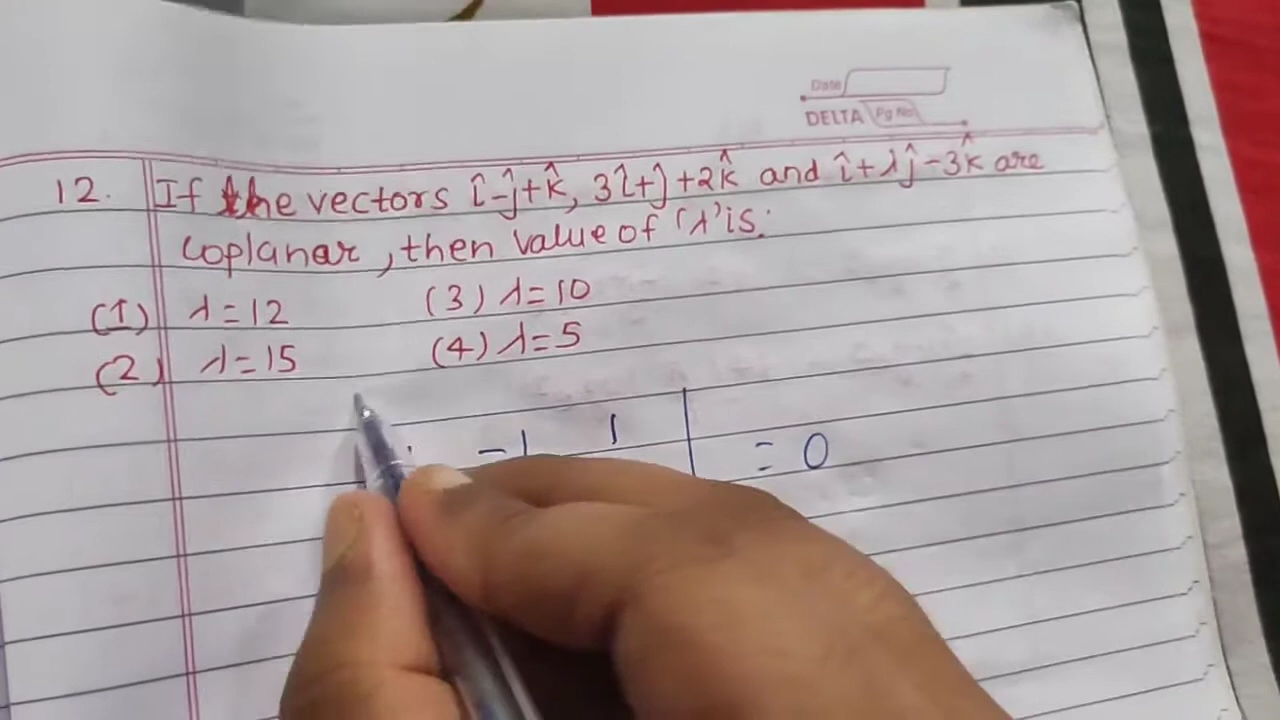 Date
DELTA Pg No
12. If the vectors î-ĵ+k̂, 3î+ĵ+2k̂ and î+λĵ-3k̂ are
coplanar, then value of 'λ' is:
(1) λ=12 (3) λ=10
(2) λ=15 (4) λ=5
-1 1 = 0